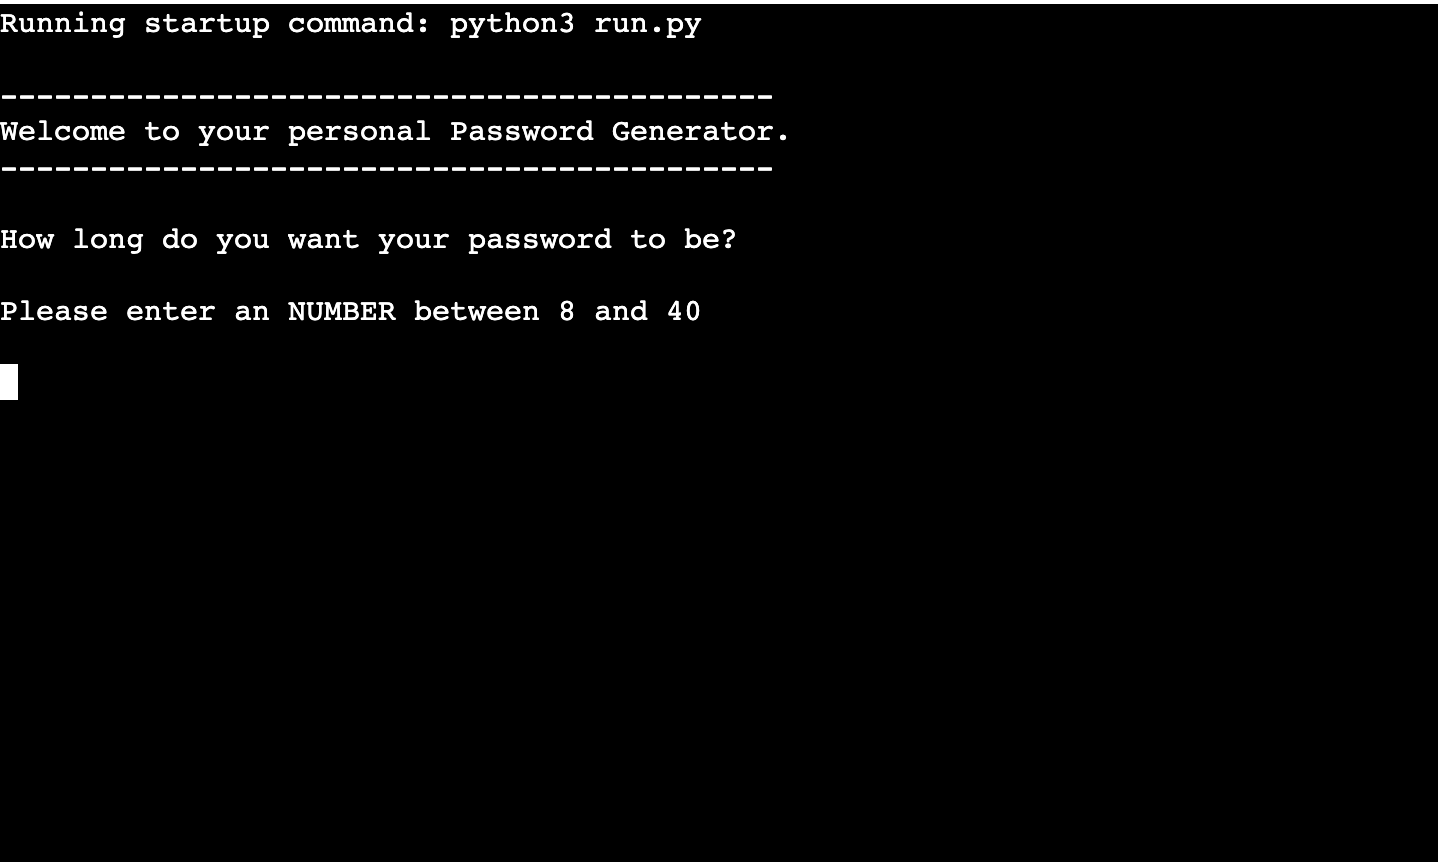 Running startup command: python3 run.py
-------------------------------------------
Welcome to your personal Password Generator.
-------------------------------------------
How long do you want your password to be?
Please enter an NUMBER between 8 and 40